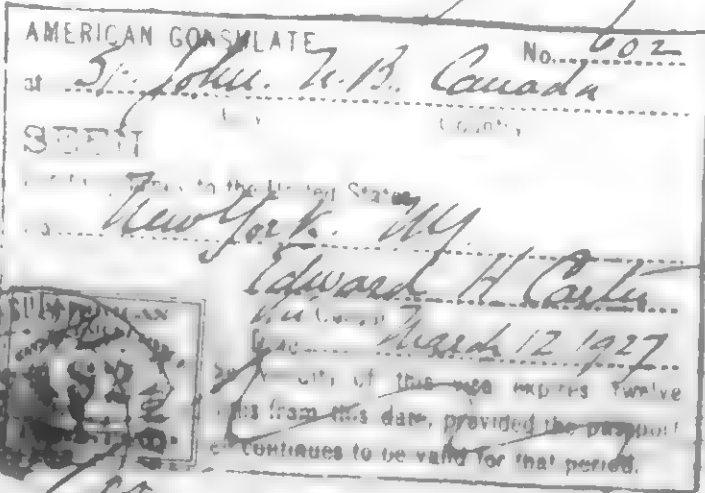 AMERICAN CONSULATE No. 602
at St. John. N.B. Canada
SEEN
to the United States
New York. NY
Edward H Carter
March 12 1927
of this visa expires twelve
from this date, provided the passport
continues to be valid for that period.